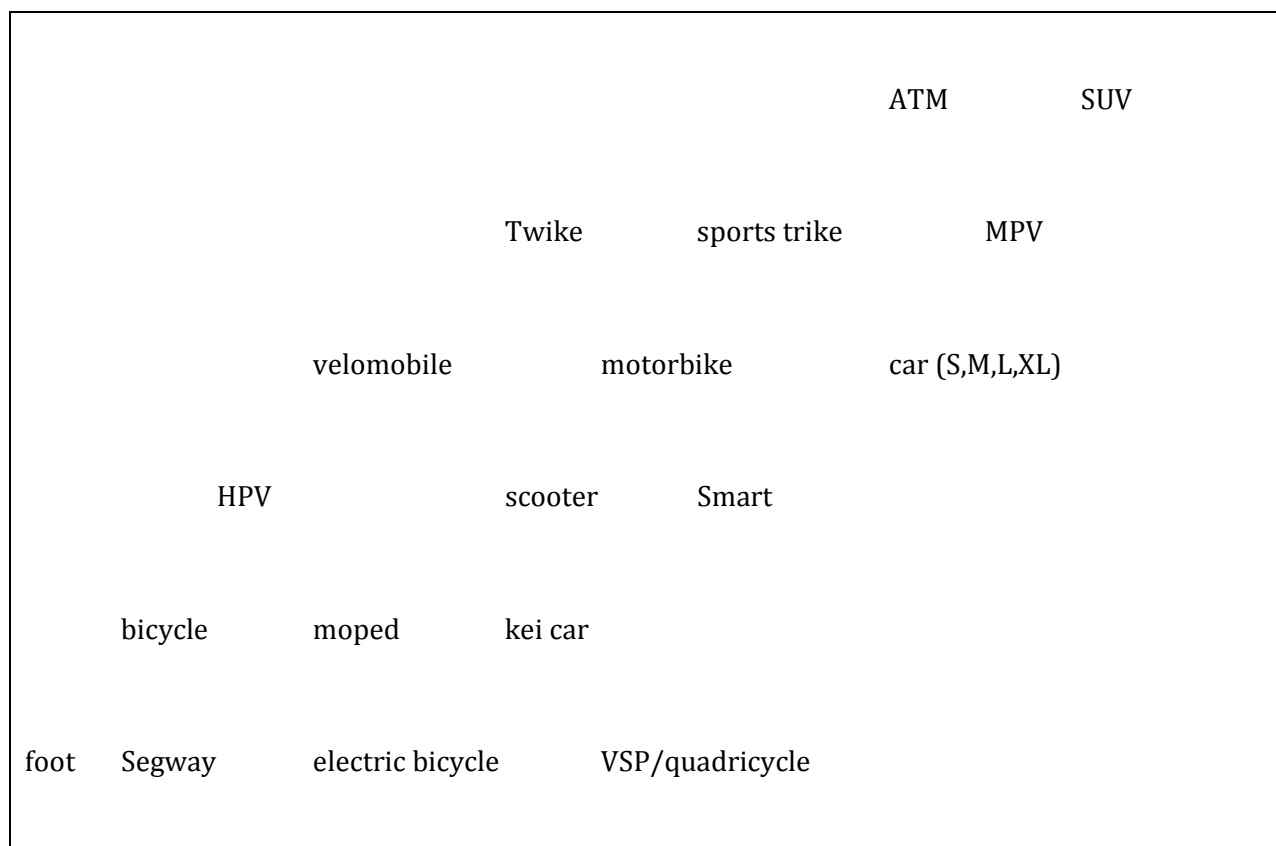 ATM SUV
Twike sports trike MPV
velomobile motorbike car (S,M,L,XL)
HPV scooter Smart
bicycle moped kei car
foot Segway electric bicycle VSP/quadricycle